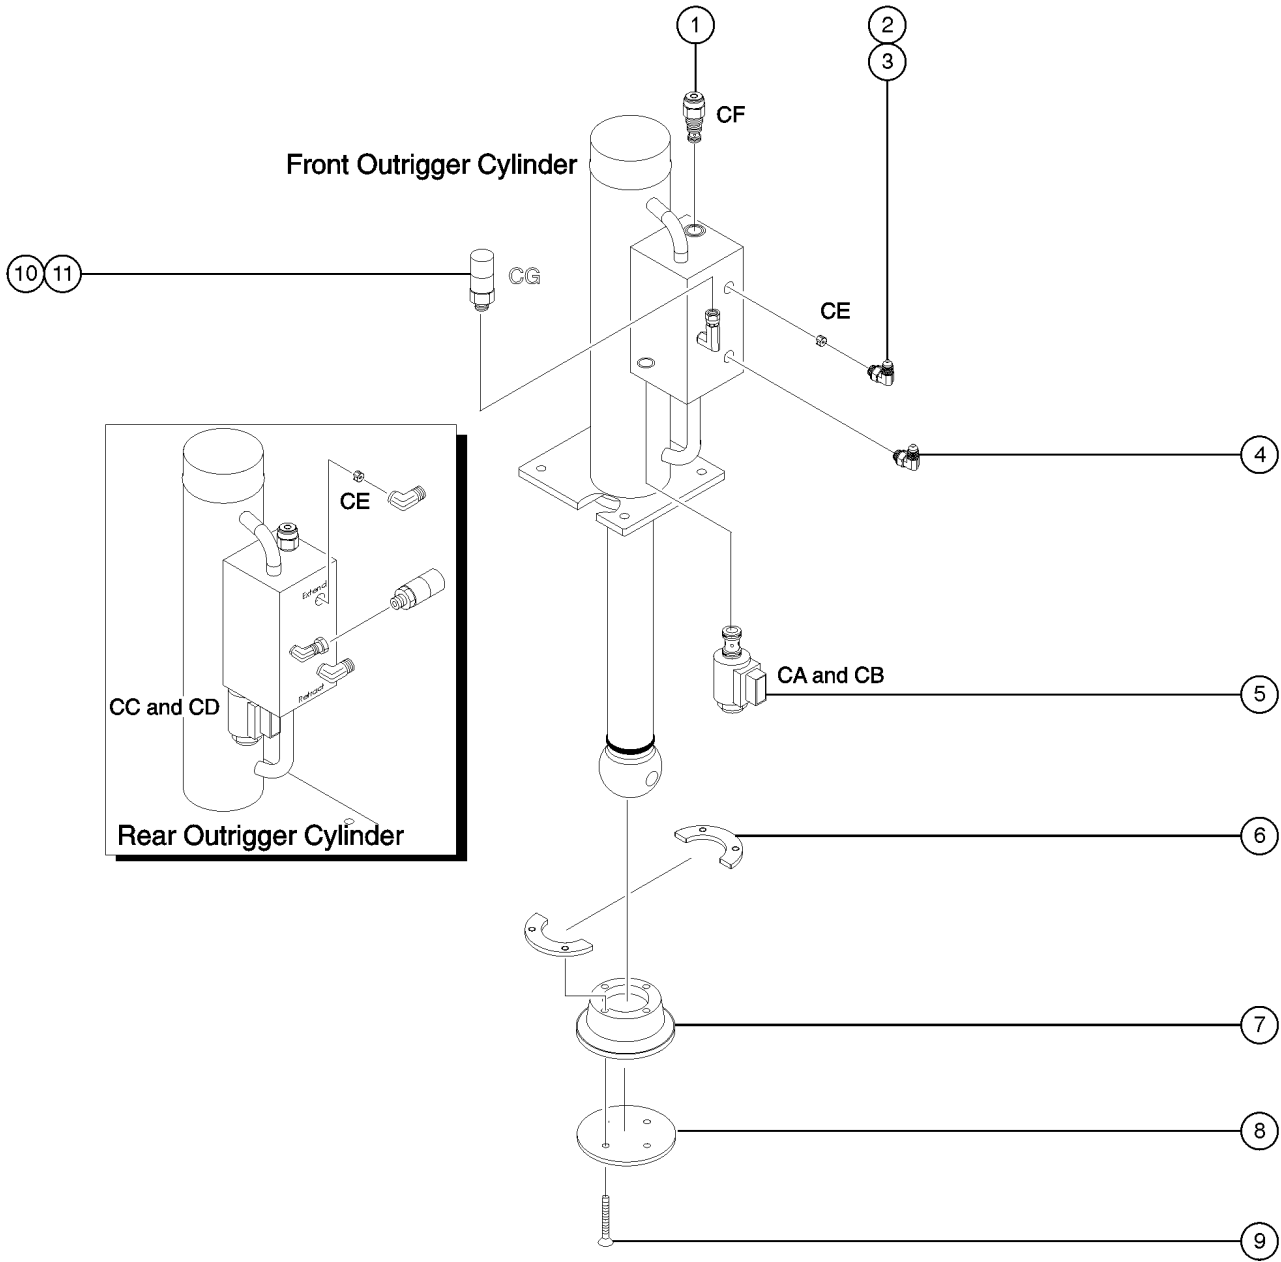 1
2
3
CF
Front Outrigger Cylinder
10 11
CG
CE
4
CE
Extend
CA and CB
5
CC and CD
Retract
Rear Outrigger Cylinder
6
7
8
9